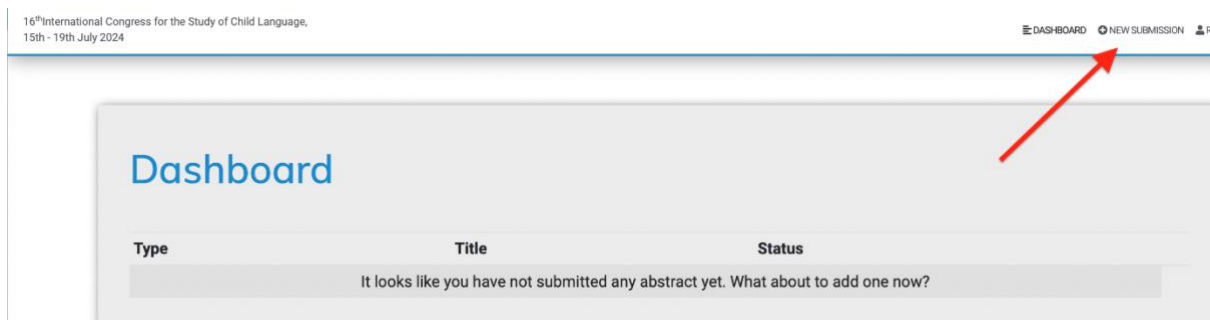 16thInternational Congress for the Study of Child Language,
15th - 19th July 2024
DASHBOARD NEW SUBMISSION
Dashboard
Type Title Status
It looks like you have not submitted any abstract yet. What about to add one now?